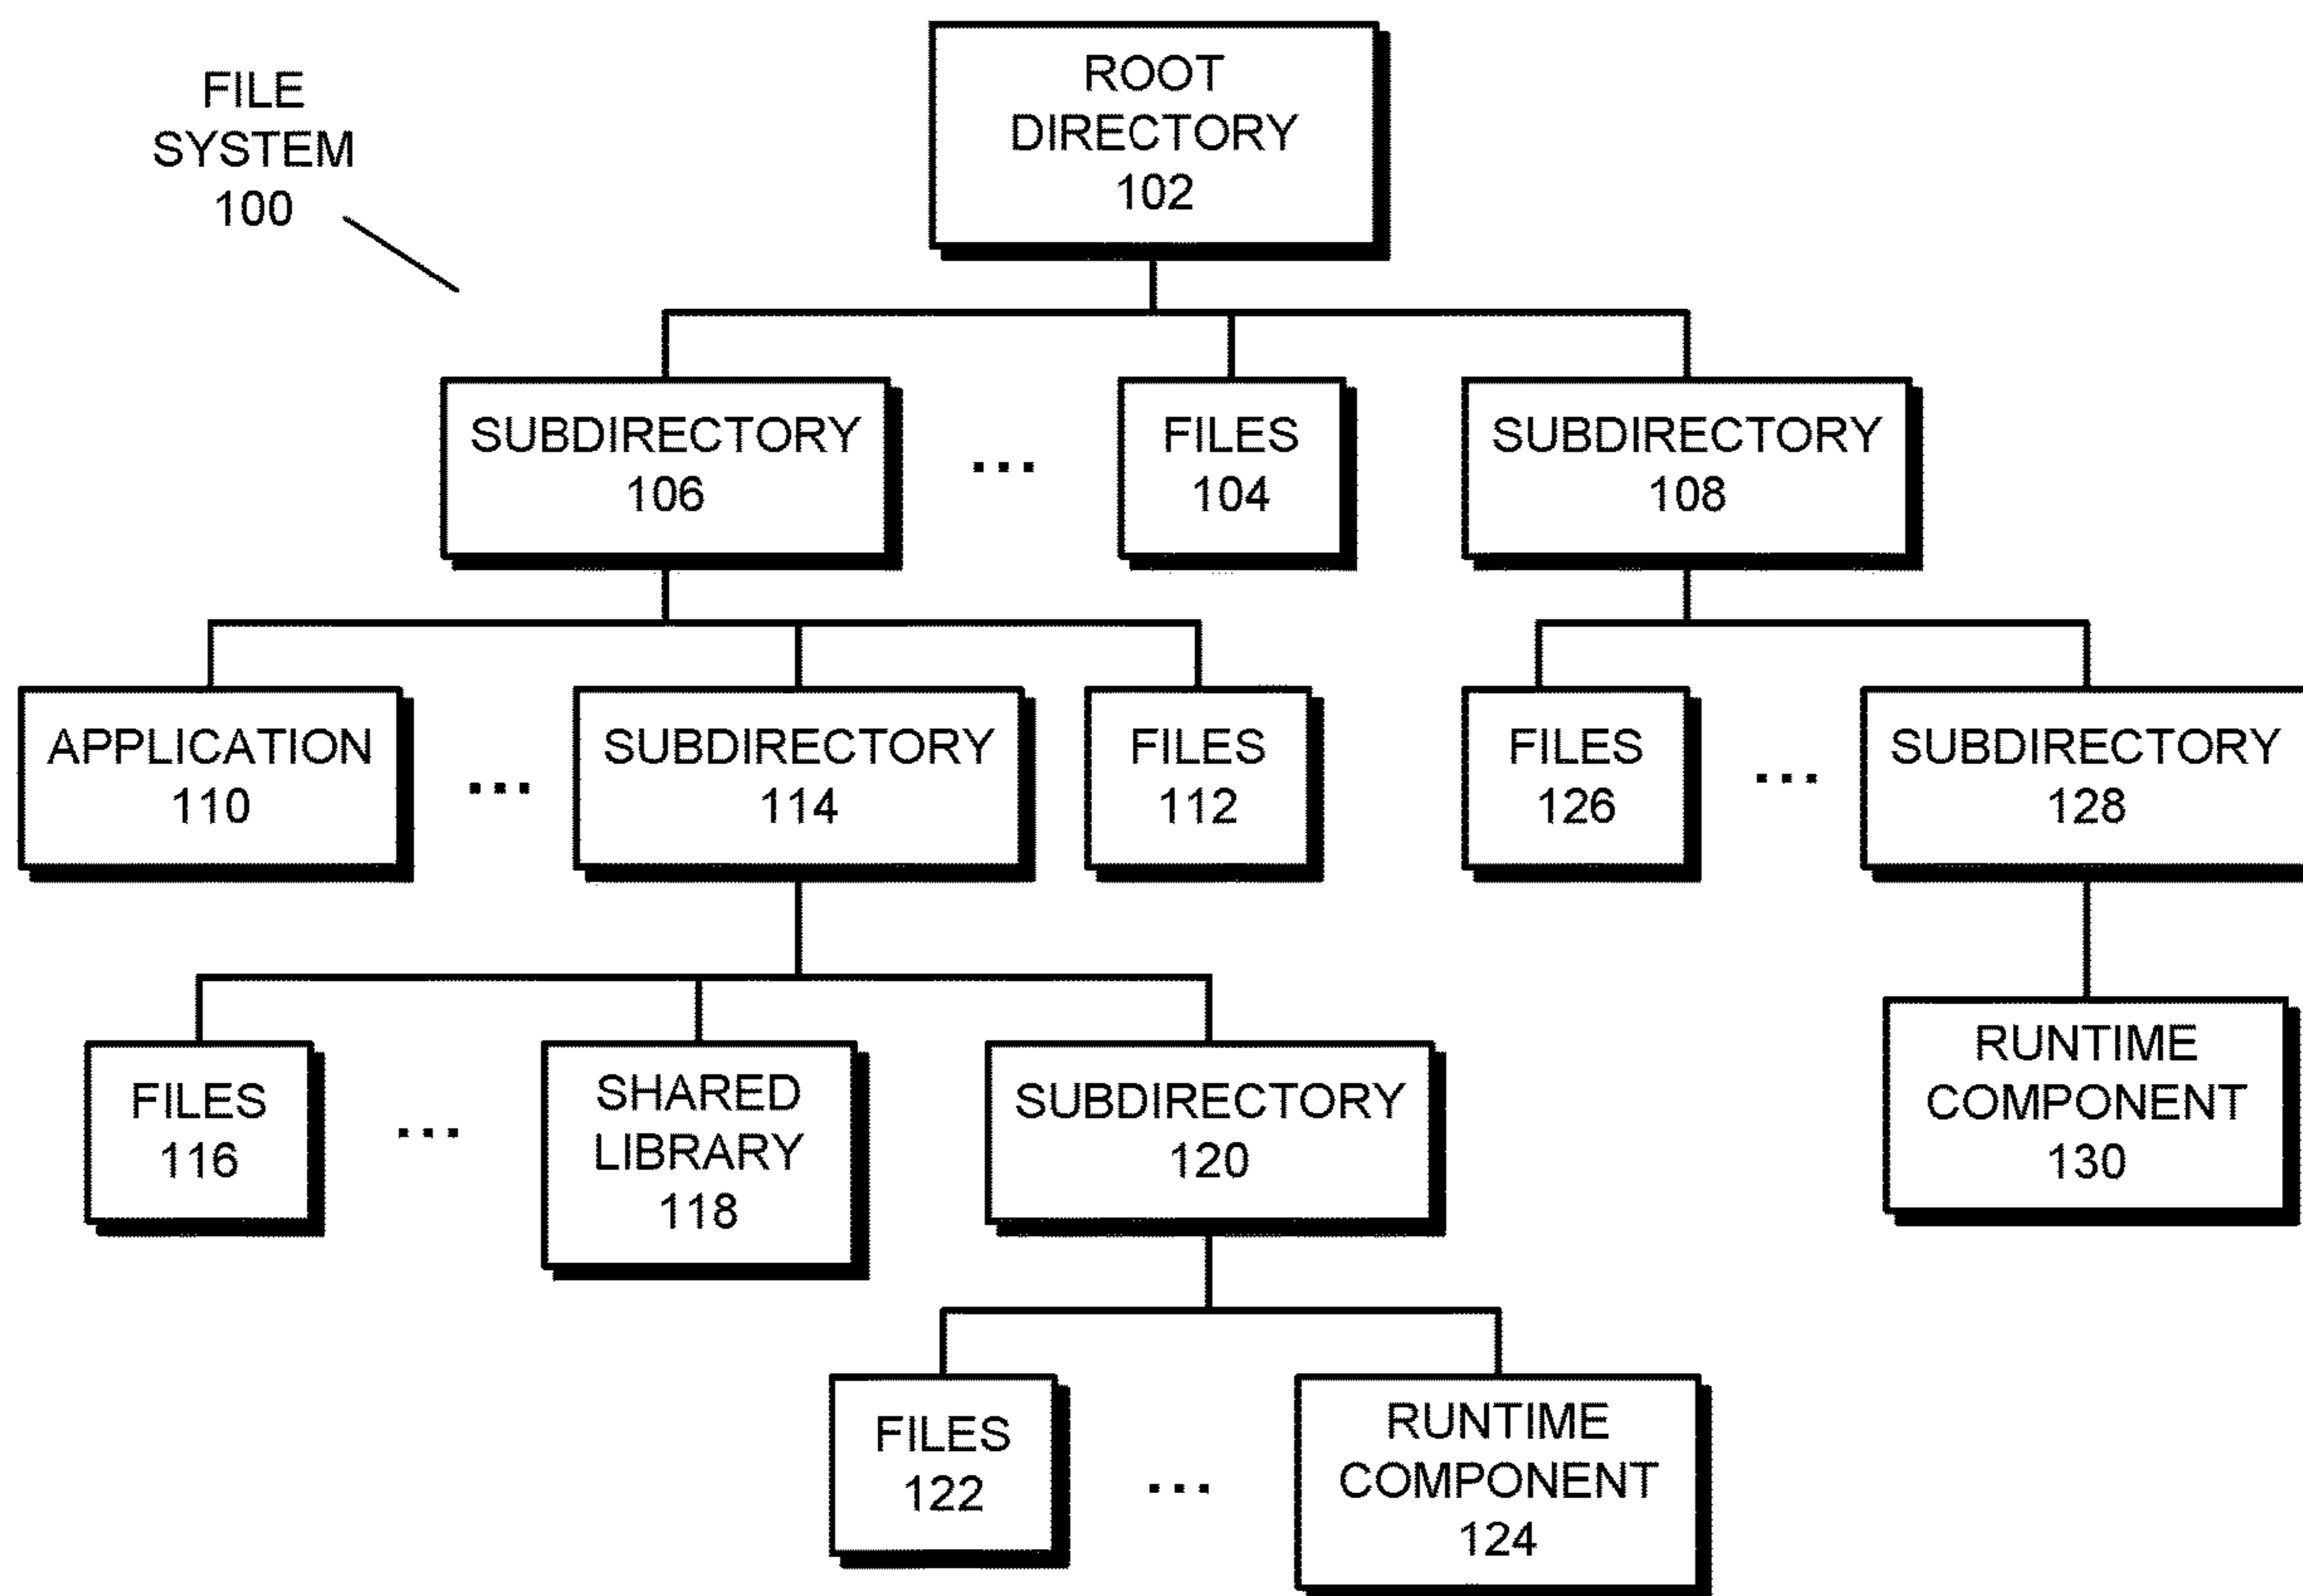 FILE
SYSTEM
100
ROOT
DIRECTORY
102
SUBDIRECTORY
106
...
FILES
104
SUBDIRECTORY
108
APPLICATION
110
...
SUBDIRECTORY
114
FILES
112
FILES
126
...
SUBDIRECTORY
128
FILES
116
...
SHARED
LIBRARY
118
SUBDIRECTORY
120
RUNTIME
COMPONENT
130
FILES
122
...
RUNTIME
COMPONENT
124